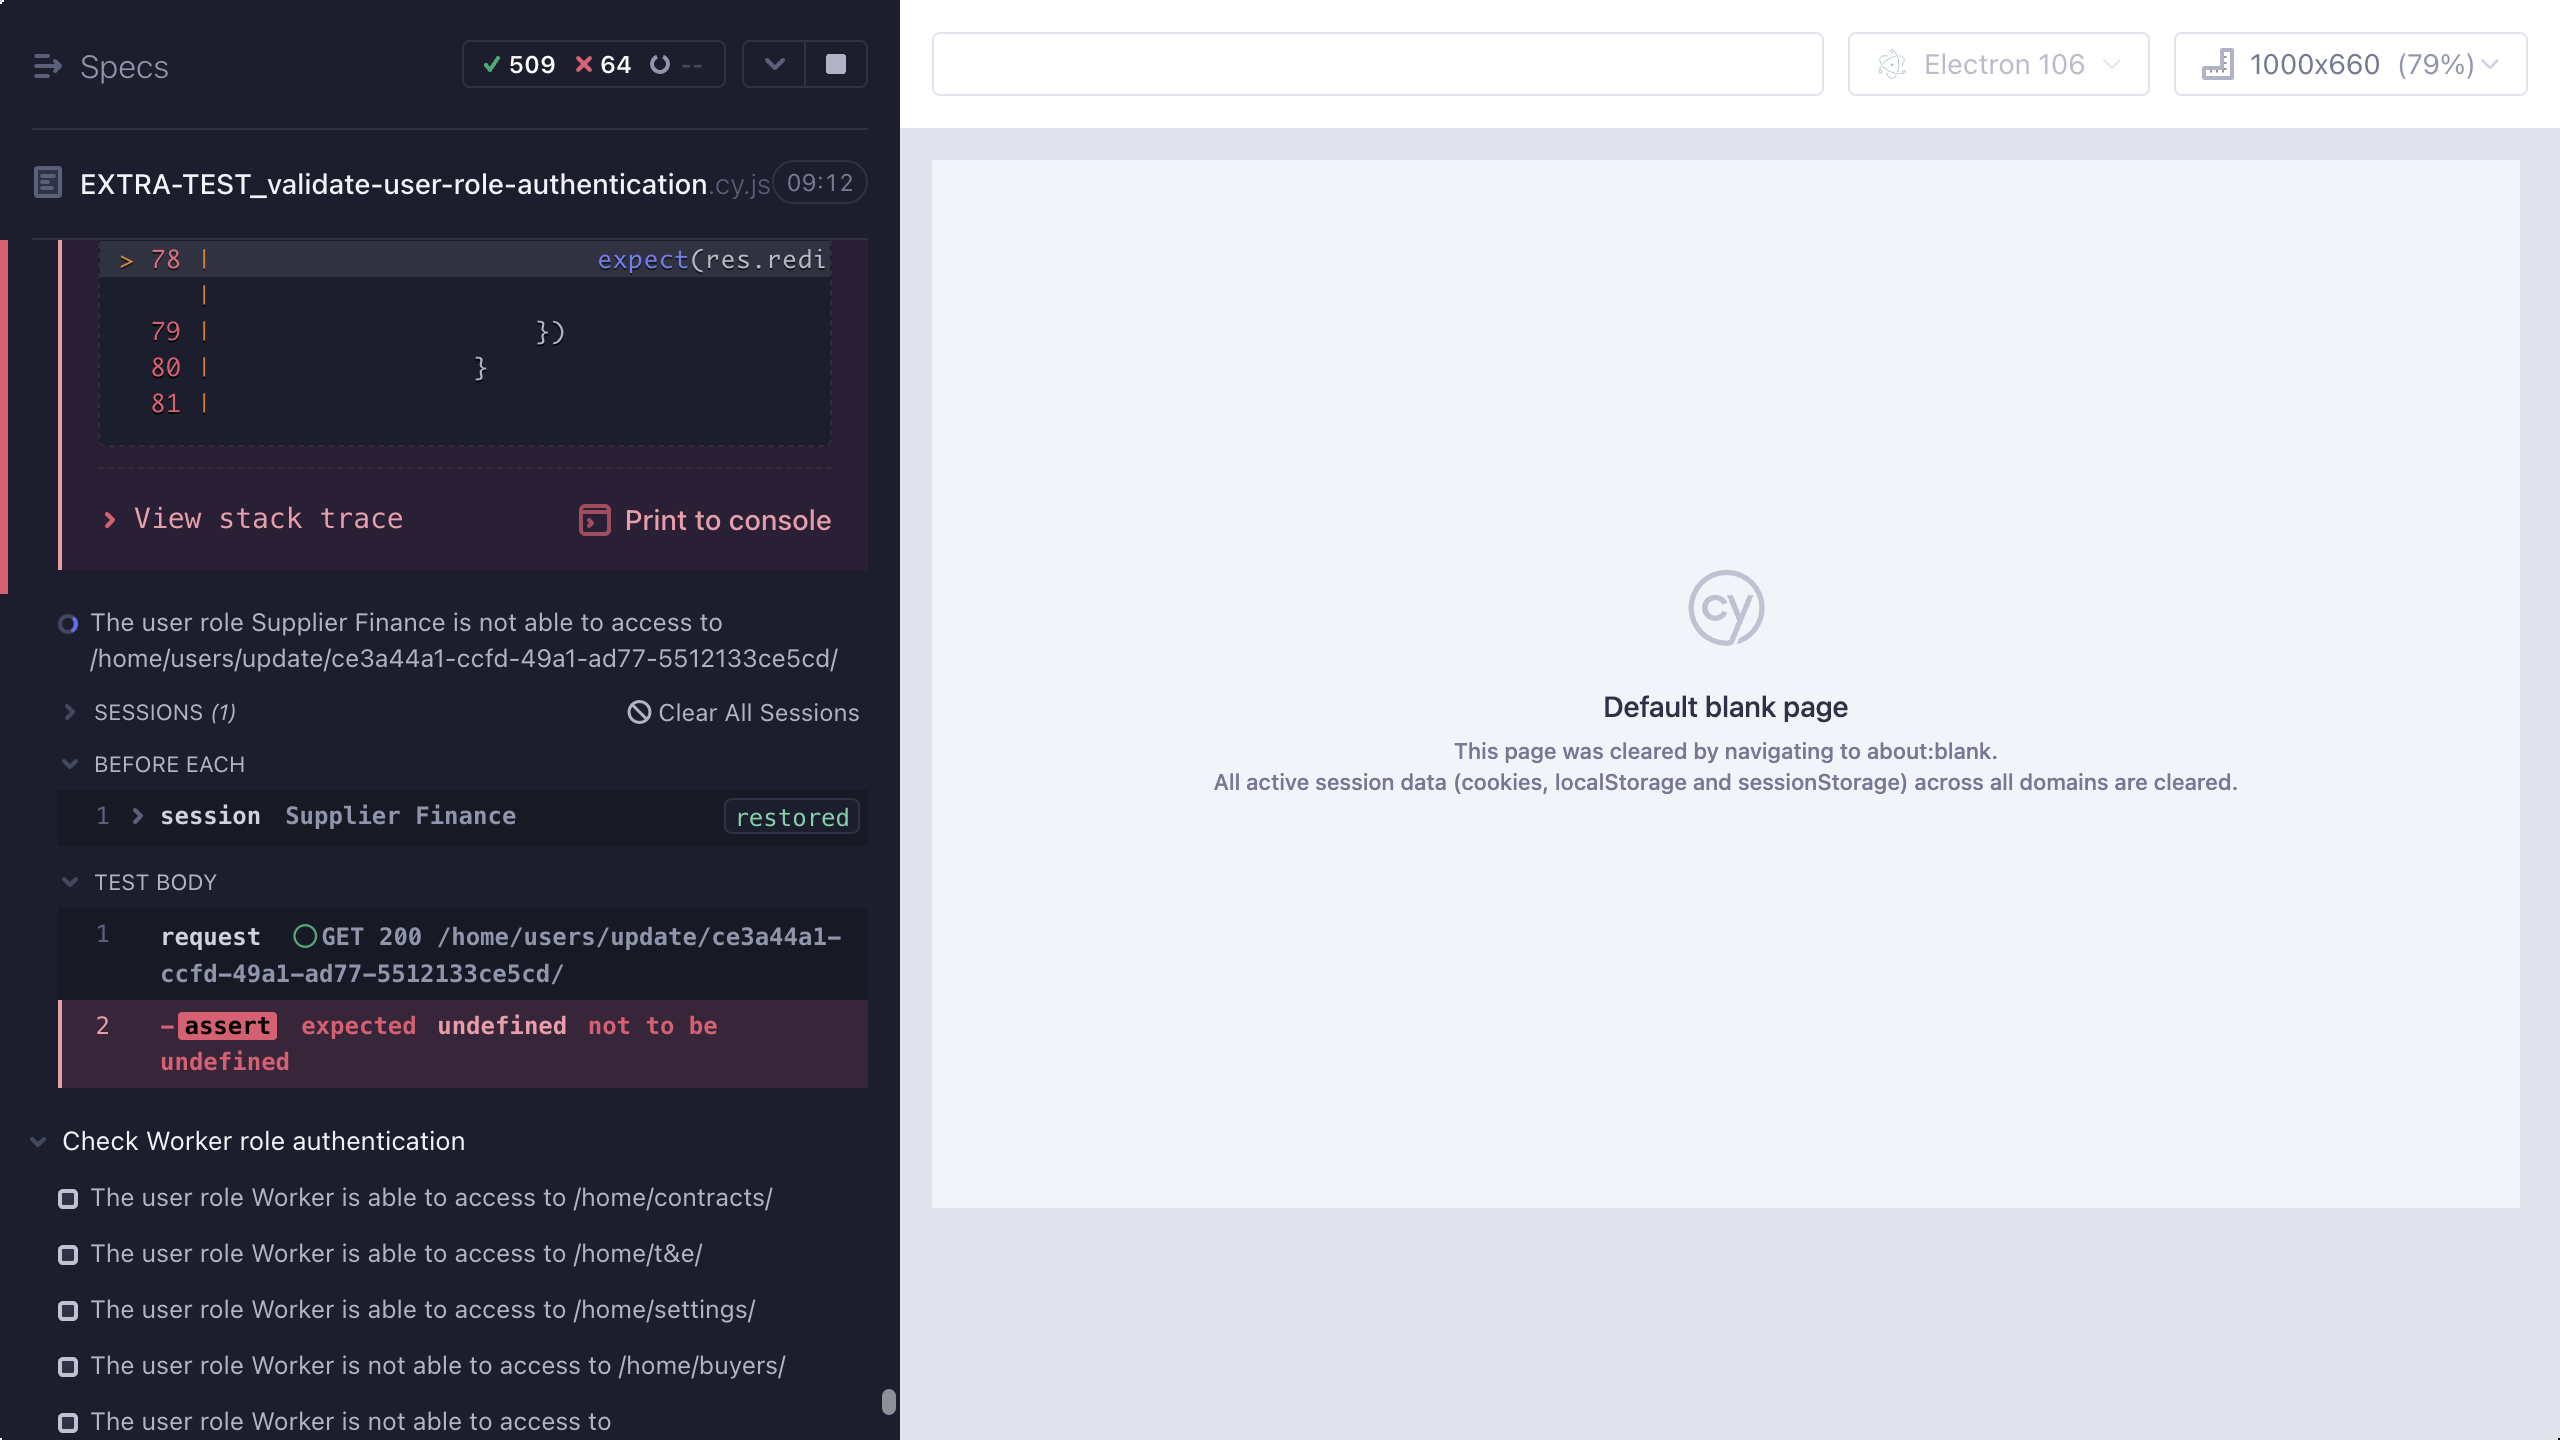 Specs
509 64 --
EXTRA-TEST_validate-user-role-authentication.cy.js 09:12
> 78 | expect(res.redi
|
79 | })
80 | }
81 |
View stack trace
Print to console
The user role Supplier Finance is not able to access to
/home/users/update/ce3a44a1-ccfd-49a1-ad77-5512133ce5cd/
SESSIONS (1)
Clear All Sessions
BEFORE EACH
1 session Supplier Finance restored
TEST BODY
1 request GET 200 /home/users/update/ce3a44a1-
ccfd-49a1-ad77-5512133ce5cd/
2 -assert expected undefined not to be
undefined
Check Worker role authentication
The user role Worker is able to access to /home/contracts/
The user role Worker is able to access to /home/t&e/
The user role Worker is able to access to /home/settings/
The user role Worker is not able to access to /home/buyers/
The user role Worker is not able to access to
Electron 106
1000x660 (79%)
cy
Default blank page
This page was cleared by navigating to about:blank.
All active session data (cookies, localStorage and sessionStorage) across all domains are cleared.